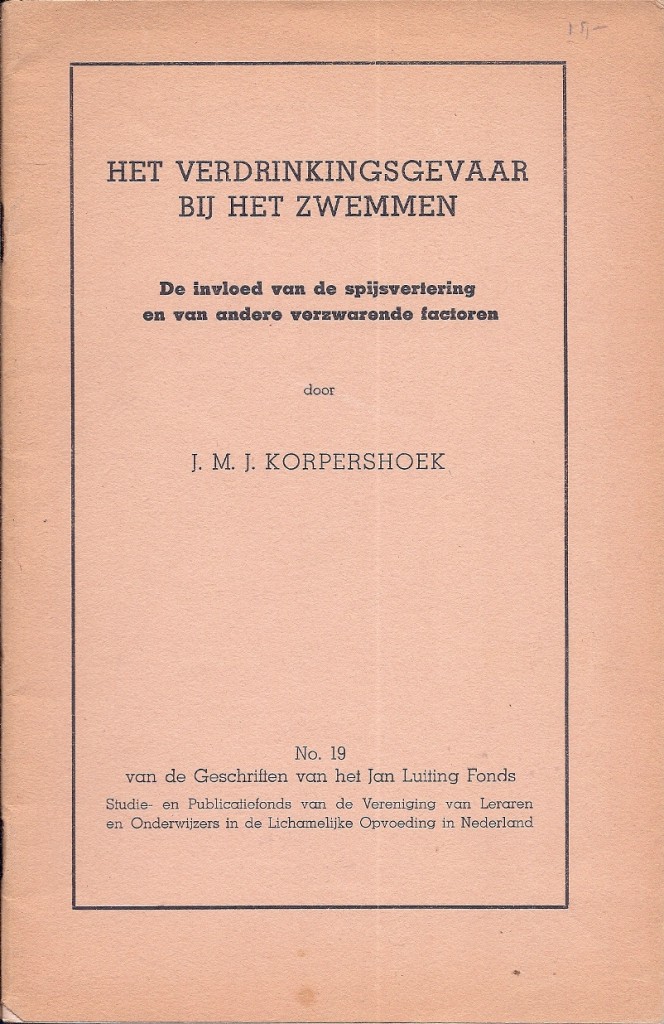 HET VERDRINKINGSGEVAAR
BIJ HET ZWEMMEN
De invloed van de spijsvertering
en van andere verzwarende factoren
door
J. M. J. KORPERSHOEK
No. 19
van de Geschriften van het Jan Luiting Fonds
Studie- en Publicatiefonds van de Vereniging van Leraren
en Onderwijzers in de Lichamelijke Opvoeding in Nederland